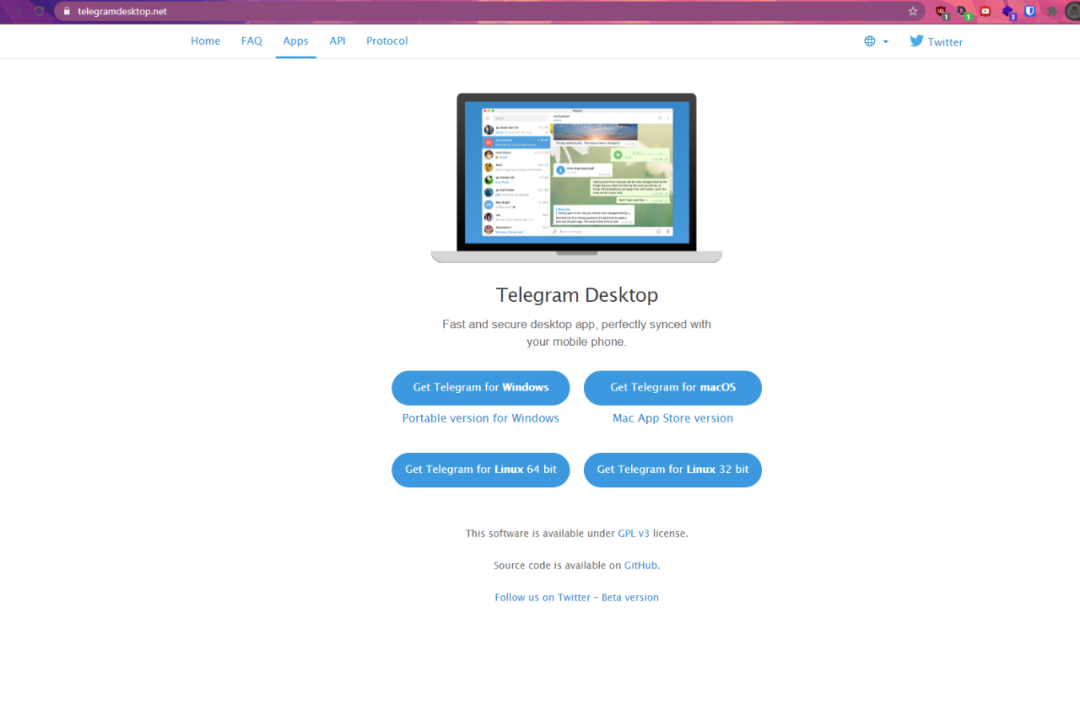 telegramdesktop.net
Home FAQ Apps API Protocol
Twitter
Telegram Desktop
Fast and secure desktop app, perfectly synced with
your mobile phone.
Get Telegram for Windows
Get Telegram for macOS
Portable version for Windows
Mac App Store version
Get Telegram for Linux 64 bit
Get Telegram for Linux 32 bit
This software is available under GPL v3 license.
Source code is available on GitHub.
Follow us on Twitter – Beta version